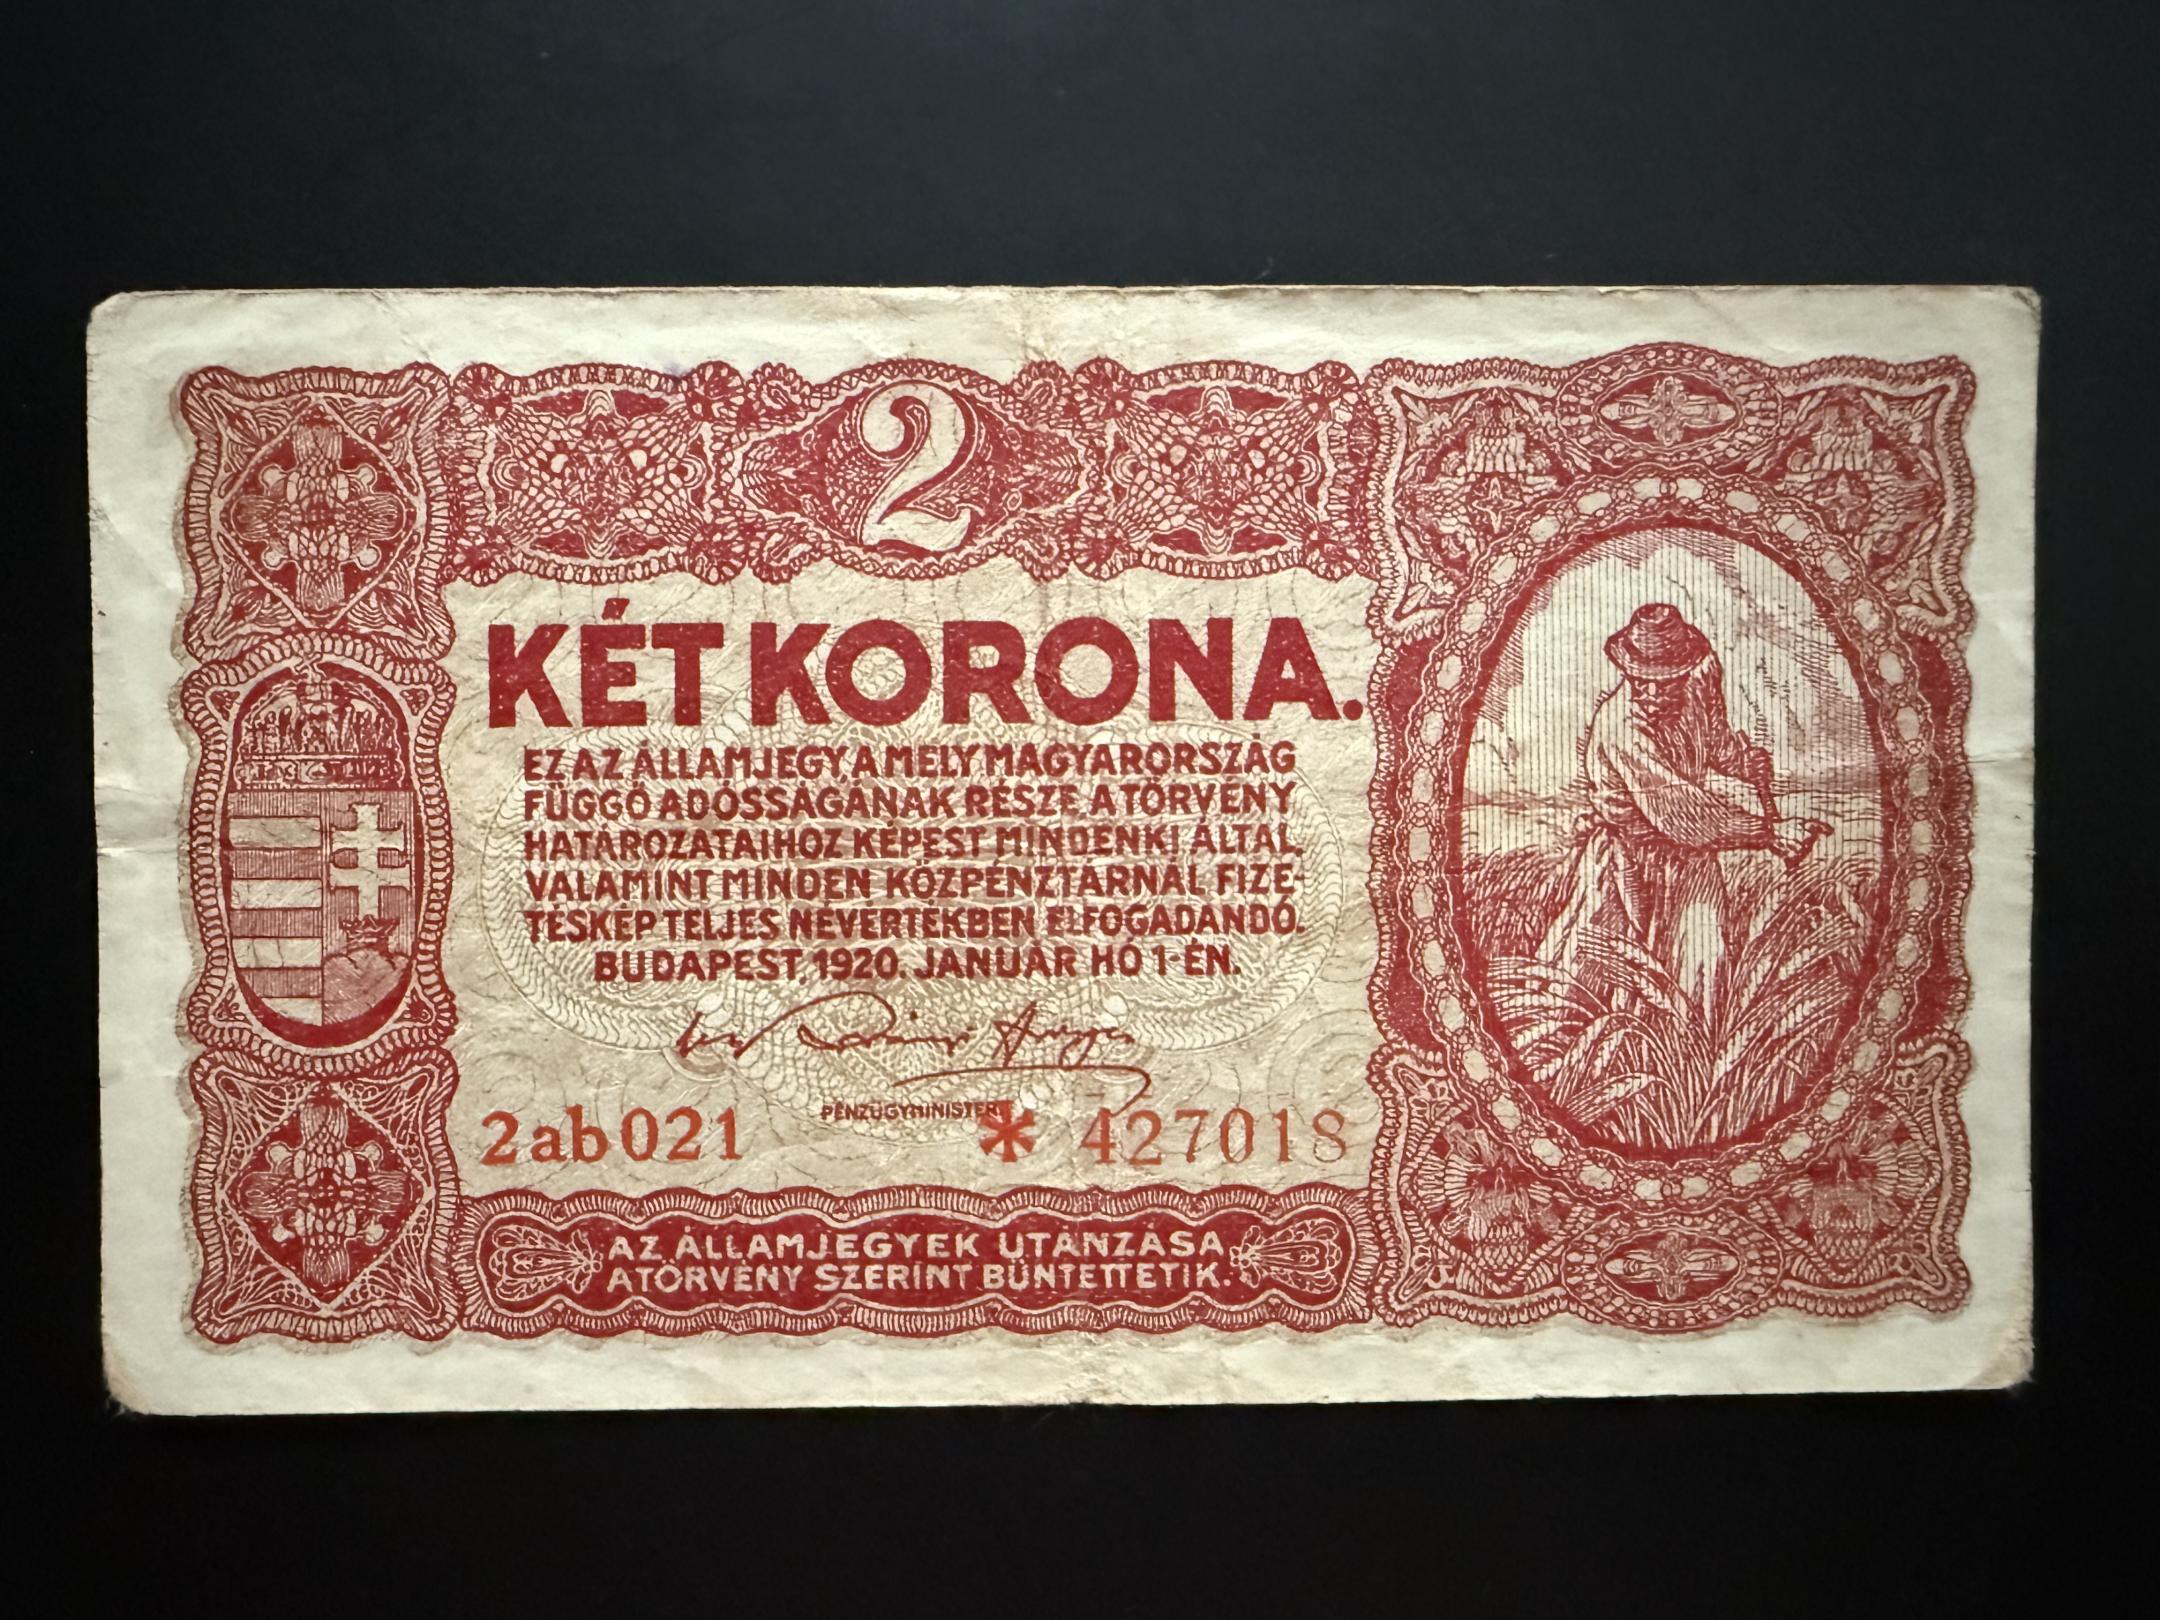 2
KÉT KORONA.
EZ AZ ÁLLAMJEGY, AMELY MAGYARORSZÁG
FÜGGŐ ADÓSSÁGÁNAK RÉSZE, A TÖRVÉNY
HATÁROZATAIHOZ KÉPEST MINDENKI ÁLTAL,
VALAMINT MINDEN KÖZPÉNZTÁRNÁL FIZE-
TÉSKÉP TELJES NÉVÉRTÉKBEN ELFOGADANDÓ.
BUDAPEST, 1920. JANUÁR HÓ 1-ÉN.
PÉNZÜGYMINISTER.
2ab021 * 427018
AZ ÁLLAMJEGYEK UTÁNZÁSA
A TÖRVÉNY SZERINT BÜNTETTETIK.